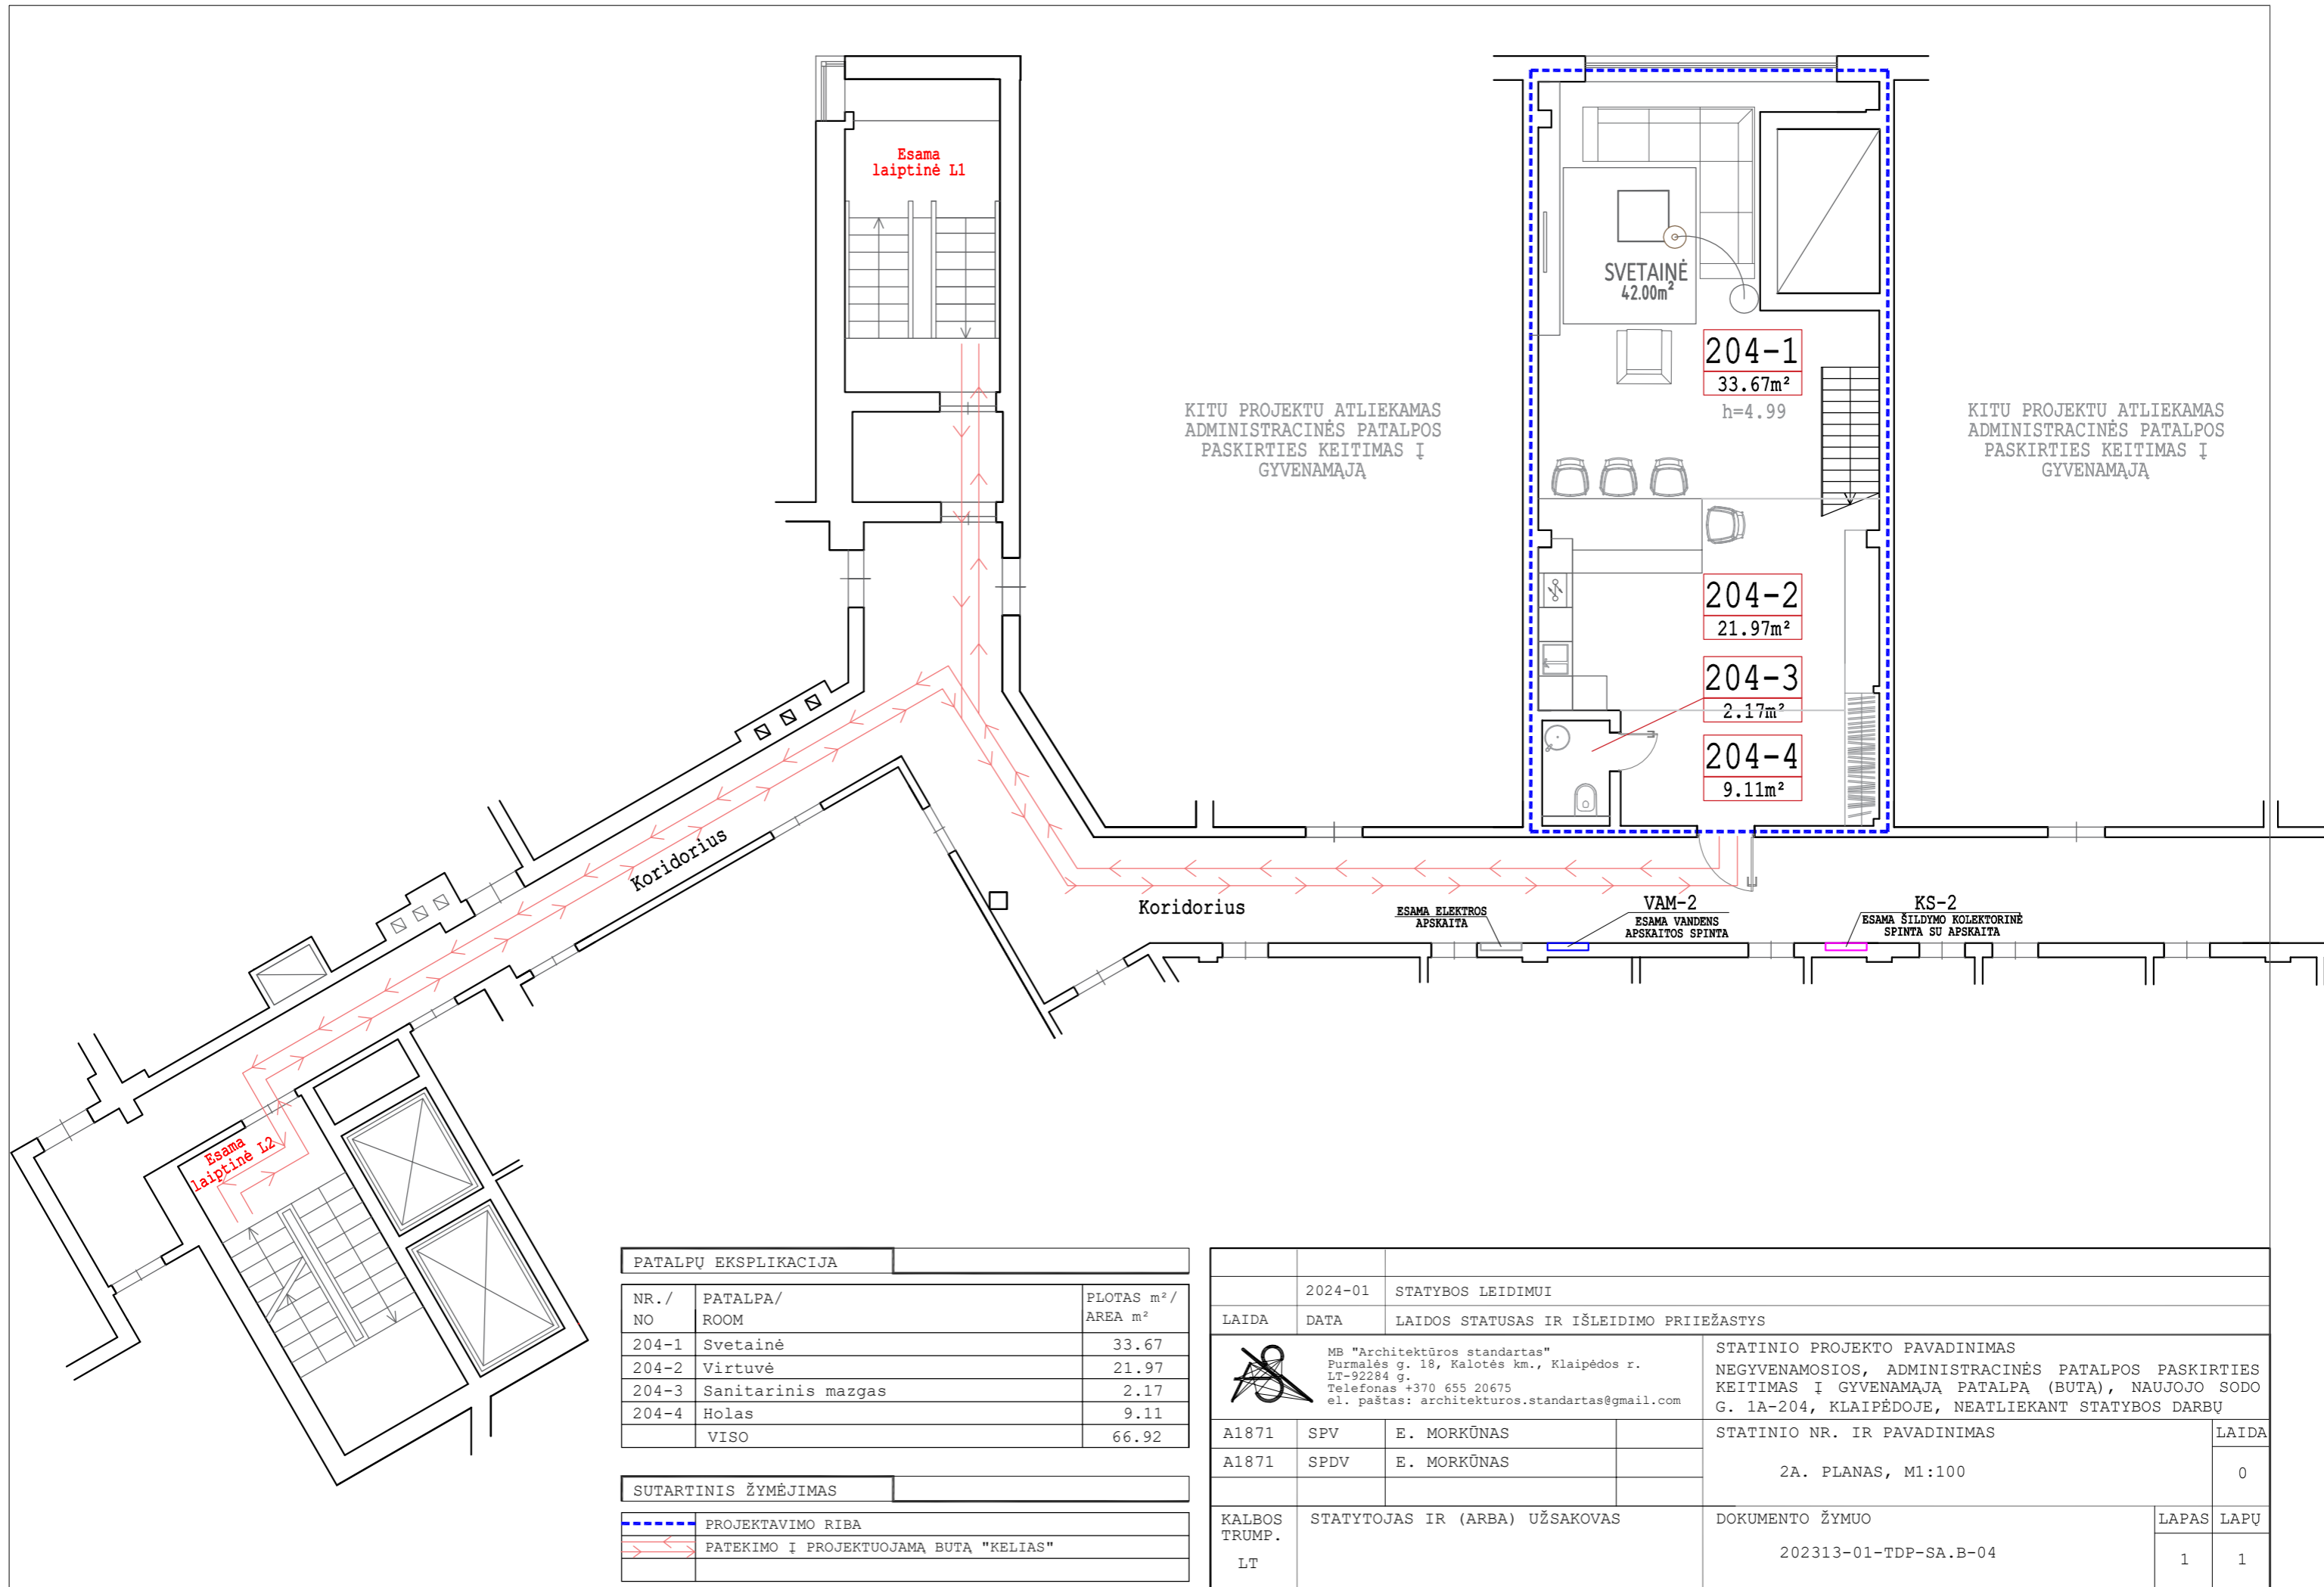 Esama
laiptinė L1
SVETAINĖ
42.00m²
204-1
33.67m²
h=4.99
KITU PROJEKTU ATLIEKAMAS
ADMINISTRACINĖS PATALPOS
PASKIRTIES KEITIMAS Į
GYVENAMĄJĄ
KITU PROJEKTU ATLIEKAMAS
ADMINISTRACINĖS PATALPOS
PASKIRTIES KEITIMAS Į
GYVENAMĄJĄ
204-2
21.97m²
204-3
2.17m²
204-4
9.11m²
Koridorius
Koridorius
ESAMA ELEKTROS
APSKAITA
VAM-2
ESAMA VANDENS
APSKAITOS SPINTA
KS-2
ESAMA ŠILDYMO KOLEKTORINĖ
SPINTA SU APSKAITA
Esama
laiptinė L2
PATALPŲ EKSPLIKACIJA
NR./ PATALPA/ PLOTAS m²/
NO ROOM AREA m²
204-1 Svetainė 33.67
204-2 Virtuvė 21.97
204-3 Sanitarinis mazgas 2.17
204-4 Holas 9.11
VISO 66.92
SUTARTINIS ŽYMĖJIMAS
PROJEKTAVIMO RIBA
PATEKIMO Į PROJEKTUOJAMĄ BUTĄ "KELIAS"
2024-01 STATYBOS LEIDIMUI
LAIDA DATA LAIDOS STATUSAS IR IŠLEIDIMO PRIIEŽASTYS
MB "Architektūros standartas"
Purmalės g. 18, Kalotės km., Klaipėdos r.
LT-92284 g.
Telefonas +370 655 20675
el. paštas: architekturos.standartas@gmail.com
STATINIO PROJEKTO PAVADINIMAS
NEGYVENAMOSIOS, ADMINISTRACINĖS PATALPOS PASKIRTIES
KEITIMAS Į GYVENAMĄJĄ PATALPĄ (BUTĄ), NAUJOJO SODO
G. 1A-204, KLAIPĖDOJE, NEATLIEKANT STATYBOS DARBŲ
A1871 SPV E. MORKŪNAS
A1871 SPDV E. MORKŪNAS
STATINIO NR. IR PAVADINIMAS LAIDA
2A. PLANAS, M1:100 0
KALBOS
TRUMP.
LT
STATYTOJAS IR (ARBA) UŽSAKOVAS
DOKUMENTO ŽYMUO LAPAS LAPŲ
202313-01-TDP-SA.B-04 1 1